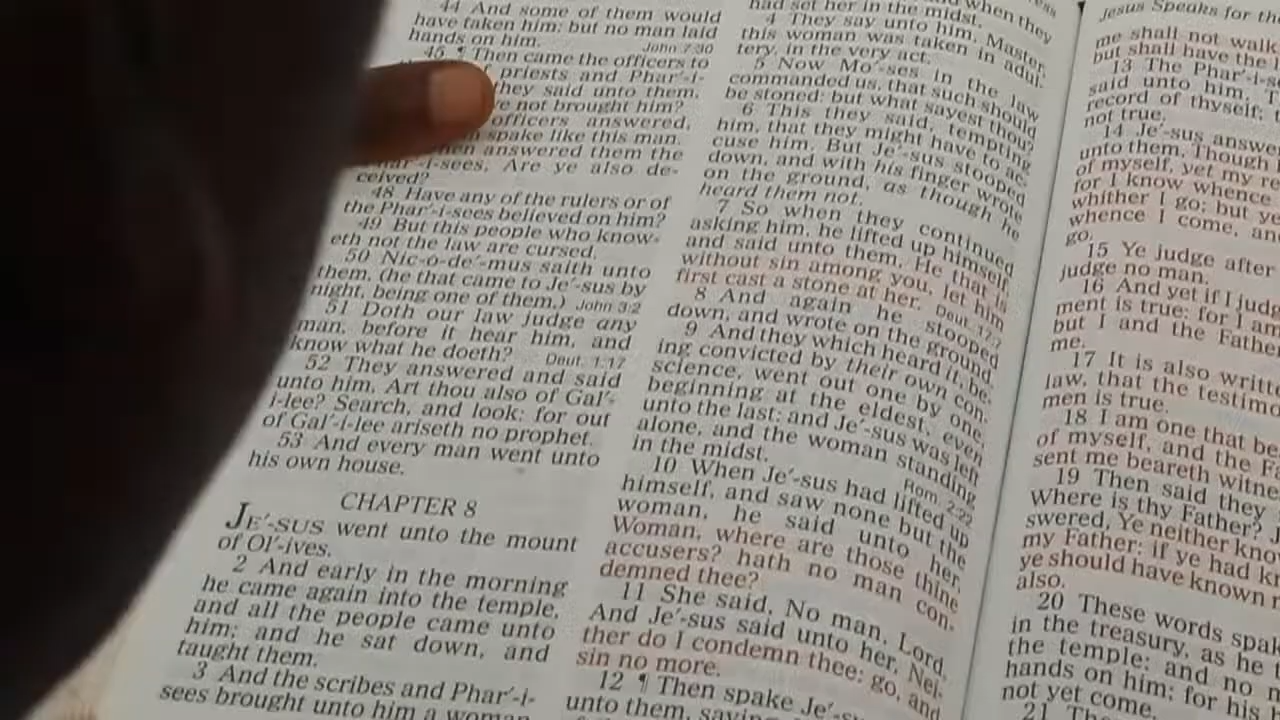 44 And some of them would
have taken him; but no man laid
hands on him. John 7:30
45 ¶ Then came the officers to
priests and Phar′-i-
they said unto them,
not brought him?
officers answered,
spake like this man.
answered them the
Phar′-i-sees, Are ye also de-
ceived?
48 Have any of the rulers or of
the Phar′-i-sees believed on him?
49 But this people who know-
eth not the law are cursed.
50 Nic-o-de′-mus saith unto
them, (he that came to Je′-sus by
night, being one of them,) John 3:2
51 Doth our law judge any
man, before it hear him, and
know what he doeth? Deut. 1:17
52 They answered and said
unto him, Art thou also of Gal′-
i-lee? Search, and look: for out
of Gal′-i-lee ariseth no prophet.
53 And every man went unto
his own house.
CHAPTER 8
JE′-SUS went unto the mount
of Ol′-ives.
2 And early in the morning
he came again into the temple,
and all the people came unto
him; and he sat down, and
taught them.
3 And the scribes and Phar′-i-
sees brought unto him a woman
when they
had set her in the midst,
4 They say unto him, Master,
this woman was taken in adul-
tery, in the very act.
5 Now Mo′-ses in the law
commanded us, that such should
be stoned: but what sayest thou?
6 This they said, tempting
him, that they might have to ac-
cuse him. But Je′-sus stooped
down, and with his finger wrote
on the ground, as though he
heard them not.
7 So when they continued
asking him, he lifted up himself,
and said unto them, He that is
without sin among you, let him
first cast a stone at her. Deut. 17:7
8 And again he stooped
down, and wrote on the ground.
9 And they which heard it, be-
ing convicted by their own con-
science, went out one by one,
beginning at the eldest, even
unto the last: and Je′-sus was left
alone, and the woman standing
in the midst. Rom. 2:22
10 When Je′-sus had lifted up
himself, and saw none but the
woman, he said unto her,
Woman, where are those thine
accusers? hath no man con-
demned thee?
11 She said, No man, Lord.
And Je′-sus said unto her, Nei-
ther do I condemn thee: go, and
sin no more.
12 ¶ Then spake Je′-su
unto them, saying
Jesus Speaks for th
me shall not walk
but shall have the l
13 The Phar′-i-s
said unto him, T
record of thyself;
not true.
14 Je′-sus answe
unto them, Though
of myself, yet my re
for I know whence
whither I go; but ye
whence I come, an
go.
15 Ye judge after
judge no man.
16 And yet if I judg
ment is true: for I am
but I and the Father
me.
17 It is also writte
law, that the testimo
men is true.
18 I am one that be
of myself, and the Fa
sent me beareth witne
19 Then said they
Where is thy Father? J
swered, Ye neither kno
my Father: if ye had k
ye should have known
also.
20 These words spak
in the treasury, as he
the temple: and no m
hands on him; for his
not yet come.
21 Th